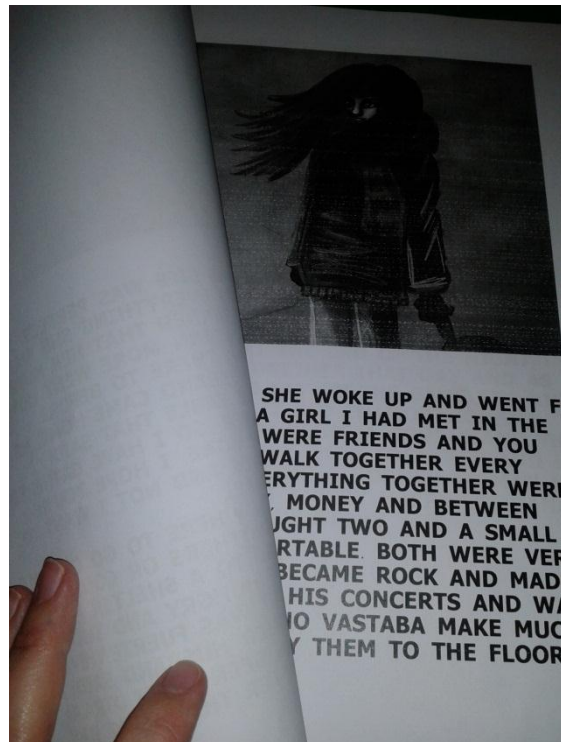 SHE WOKE UP AND WENT F
A GIRL I HAD MET IN THE
WERE FRIENDS AND YOU
WALK TOGETHER EVERY
ERYTHING TOGETHER WER
MONEY AND BETWEEN
UGHT TWO AND A SMALL
RTABLE. BOTH WERE VER
BECAME ROCK AND MAD
HIS CONCERTS AND WA
HO VASTABA MAKE MUC
Y THEM TO THE FLOOR